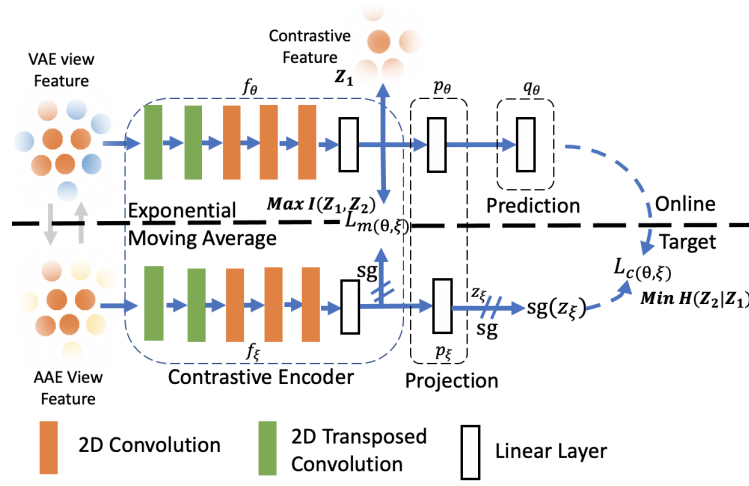 Contrastive
Feature
Z₁
VAE view
Feature
f_θ
p_θ
q_θ
Max I(Z₁,Z₂)
L_m(θ,ξ)
Prediction
Online
Exponential
Moving Average
Target
sg
L_c(θ,ξ)
Min H(Z₂|Z₁)
z_ξ
sg
sg(z_ξ)
f_ξ
p_ξ
AAE View
Feature
Contrastive Encoder
Projection
2D Convolution
2D Transposed
Convolution
Linear Layer